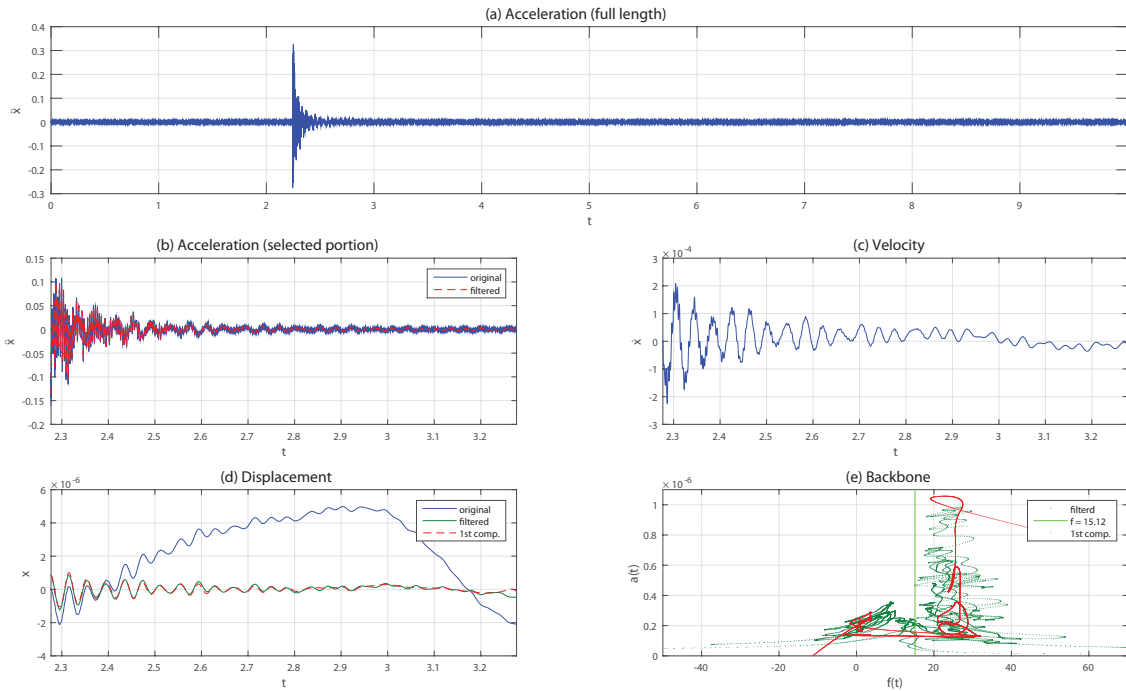 (a) Acceleration (full length)
0.4
0.3
0.2
0.1
0
-0.1
-0.2
-0.3
ẍ
0 1 2 3 4 5 6 7 8 9
t
(b) Acceleration (selected portion)
0.15
0.1
0.05
0
-0.05
-0.1
-0.15
-0.2
ẍ
original
filtered
2.3 2.4 2.5 2.6 2.7 2.8 2.9 3 3.1 3.2
t
(c) Velocity
× 10⁻⁴
3
2
1
0
-1
-2
-3
ẋ
2.3 2.4 2.5 2.6 2.7 2.8 2.9 3 3.1 3.2
t
(d) Displacement
× 10⁻⁶
6
4
2
0
-2
-4
x
original
filtered
1st comp.
2.3 2.4 2.5 2.6 2.7 2.8 2.9 3 3.1 3.2
t
(e) Backbone
× 10⁻⁶
1
0.8
0.6
0.4
0.2
0
a(t)
filterd
f = 15.12
1st comp.
-40 -20 0 20 40 60
f(t)